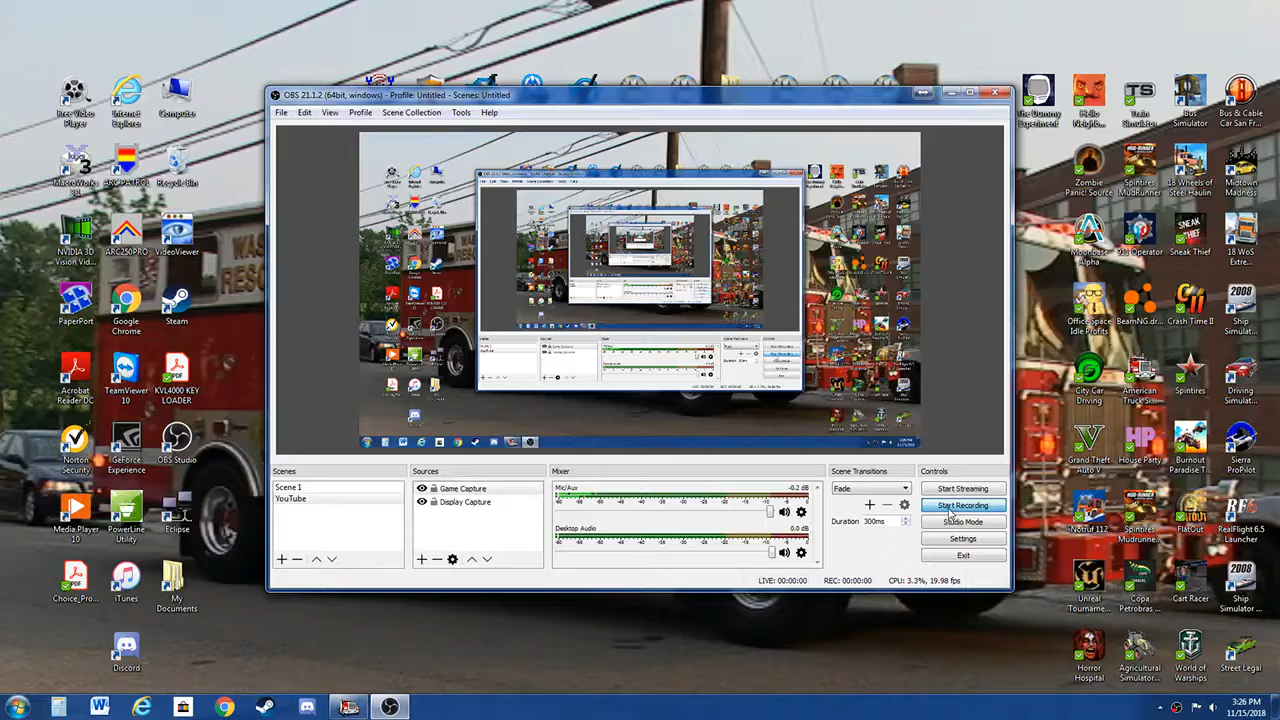 OBS 21.1.2 (64bit, windows) - Profile: Untitled - Scenes: Untitled
File Edit View Profile Scene Collection Tools Help
Scenes
Scene 1
YouTube
Sources
Game Capture
Display Capture
Mixer
Mic/Aux -0.2 dB
Desktop Audio 0.0 dB
Scene Transitions
Fade
Duration 300ms
Controls
Start Streaming
Start Recording
Studio Mode
Settings
Exit
LIVE: 00:00:00 REC: 00:00:00 CPU: 3.3%, 19.98 fps
Free Video
Player
Internet
Explorer
Computer
ARCPATROL
Recycle Bin
NVIDIA 3D
Vision Vid...
ARC250PRO
VideoViewer
PaperPort
Google
Chrome
Steam
Acrobat
Reader DC
TeamViewer
10
KVL4000 KEY
LOADER
Norton
Security
GeForce
Experience
OBS Studio
Media Player
10
PowerLine
Utility
Eclipse
Choice_Pro...
iTunes
My
Documents
Discord
The Dummy
Experiment
Hello
Neighb...
Train
Simulator...
Bus
Simulator
Bus & Cable
Car San Fr...
Zombie
Panic! Source
Spintires
MudRunner
18 Wheels of
Steel Haulin
Midtown
Madness
Moonbase
Alpha
911 Operator
Sneak Thief
18 WoS
Extre...
Office Space
Idle Profits
BeamNG.dr...
Crash Time II
Ship
Simulator...
City Car
Driving
American
Truck Si...
Spintires
Driving
Simulat...
Grand Theft
Auto V
House Party
Burnout
Paradise T...
Sierra
ProPilot
Notruf 112
Spintires
Mudrunne...
FlatOut
RealFlight 6.5
Launcher
Unreal
Tourname...
Copa
Petrobras ...
Cart Racer
Ship
Simulator ...
Horror
Hospital
Agricultural
Simulator...
World of
Warships
Street Legal
3:26 PM
11/15/2018